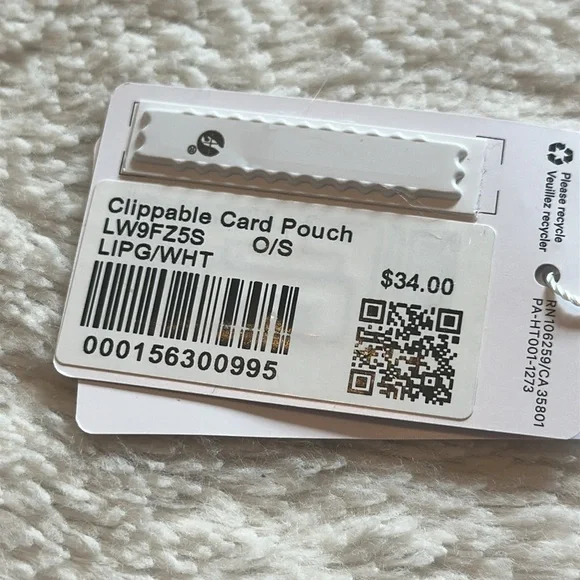 Clippable Card Pouch
LW9FZ5S O/S
LIPG/WHT
$34.00
000156300995
Please recycle
Veuillez recycler
RN 106259/CA 35801
PA-HT001-1273